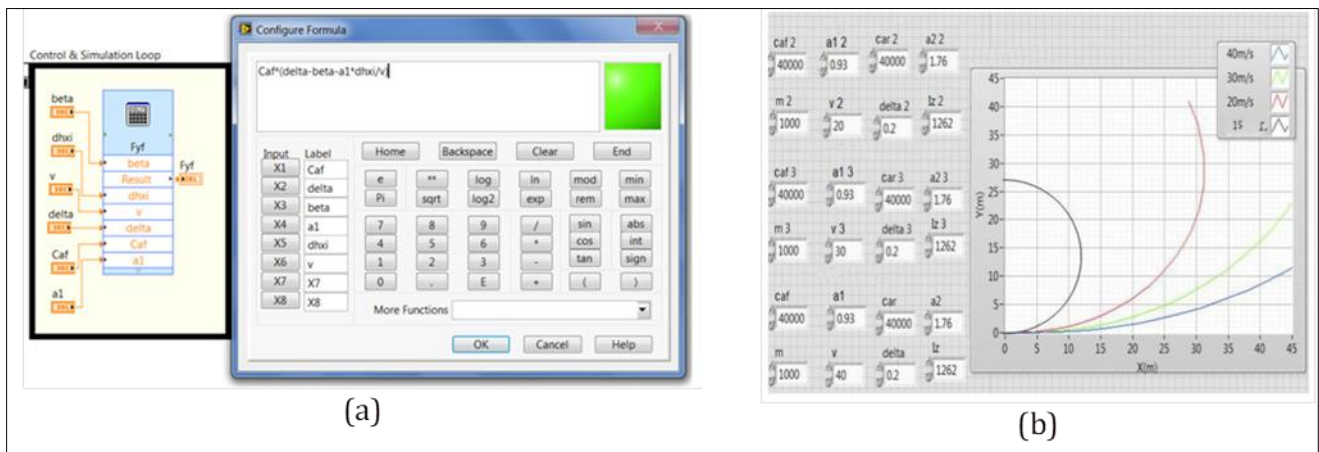 Control & Simulation Loop
beta
dhxi
v
delta
Caf
a1
Fyf
beta
Result
dhxi
v
delta
Caf
a1
Fyf
Configure Formula
Caf*(delta-beta-a1*dhxi/v)
Input Label
X1 Caf
X2 delta
X3 beta
X4 a1
X5 dhxi
X6 v
X7 X7
X8 X8
Home Backspace Clear End
e ** log ln mod min
Pi sqrt log2 exp rem max
7 8 9 / sin abs
4 5 6 * cos int
1 2 3 - tan sign
0 . E + ( )
More Functions
OK Cancel Help
(a)
caf 2 a1 2 car 2 a2 2
40000 0.93 40000 1.76
m 2 v 2 delta 2 Iz 2
1000 20 0.2 1262
caf 3 a1 3 car 3 a2 3
40000 0.93 40000 1.76
m 3 v 3 delta 3 Iz 3
1000 30 0.2 1262
caf a1 car a2
40000 0.93 40000 1.76
m v delta Iz
1000 40 0.2 1262
40m/s
30m/s
20m/s
Y(m)
45
40
35
30
25
20
15
10
5
0
0 5 10 15 20 25 30 35 40 45
X(m)
(b)